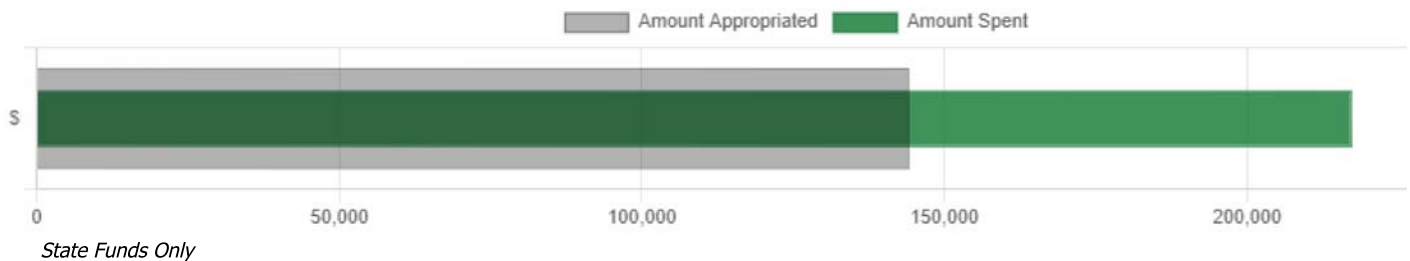 Amount Appropriated Amount Spent
$
0 50,000 100,000 150,000 200,000
State Funds Only